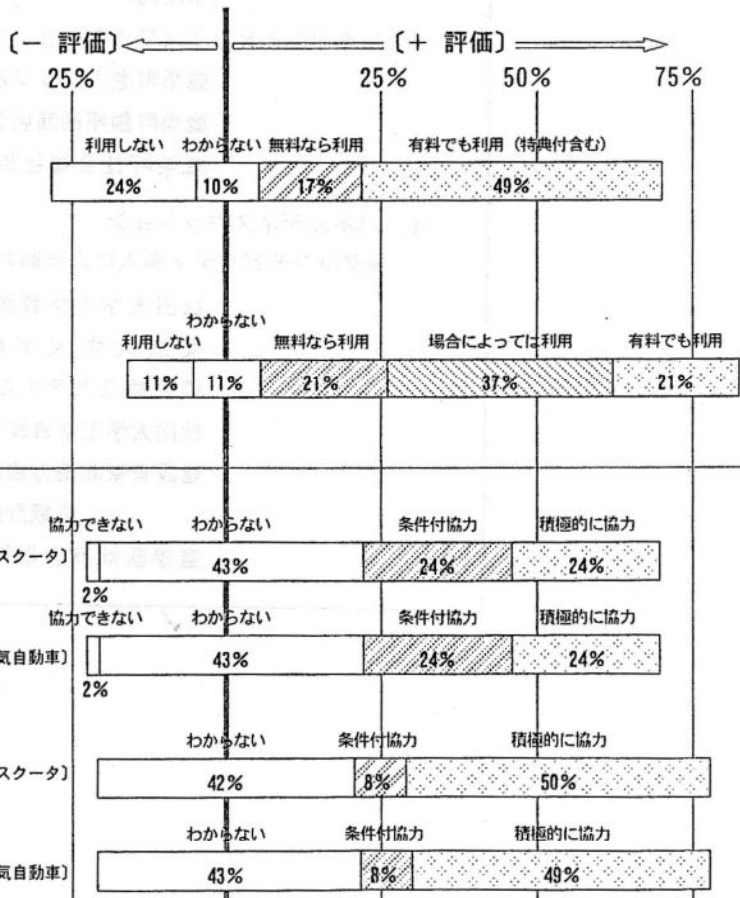 〔－ 評価〕 〔＋ 評価〕
25% 25% 50% 75%
利用しない わからない 無料なら利用 有料でも利用（特典付含む）
24% 10% 17% 49%
利用しない わからない 無料なら利用 場合によっては利用 有料でも利用
11% 11% 21% 37% 21%
協力できない わからない 条件付協力 積極的に協力
スクータ〕 2% 43% 24% 24%
協力できない わからない 条件付協力 積極的に協力
気自動車〕 2% 43% 24% 24%
わからない 条件付協力 積極的に協力
スクータ〕 42% 8% 50%
わからない 条件付協力 積極的に協力
気自動車〕 43% 8% 49%